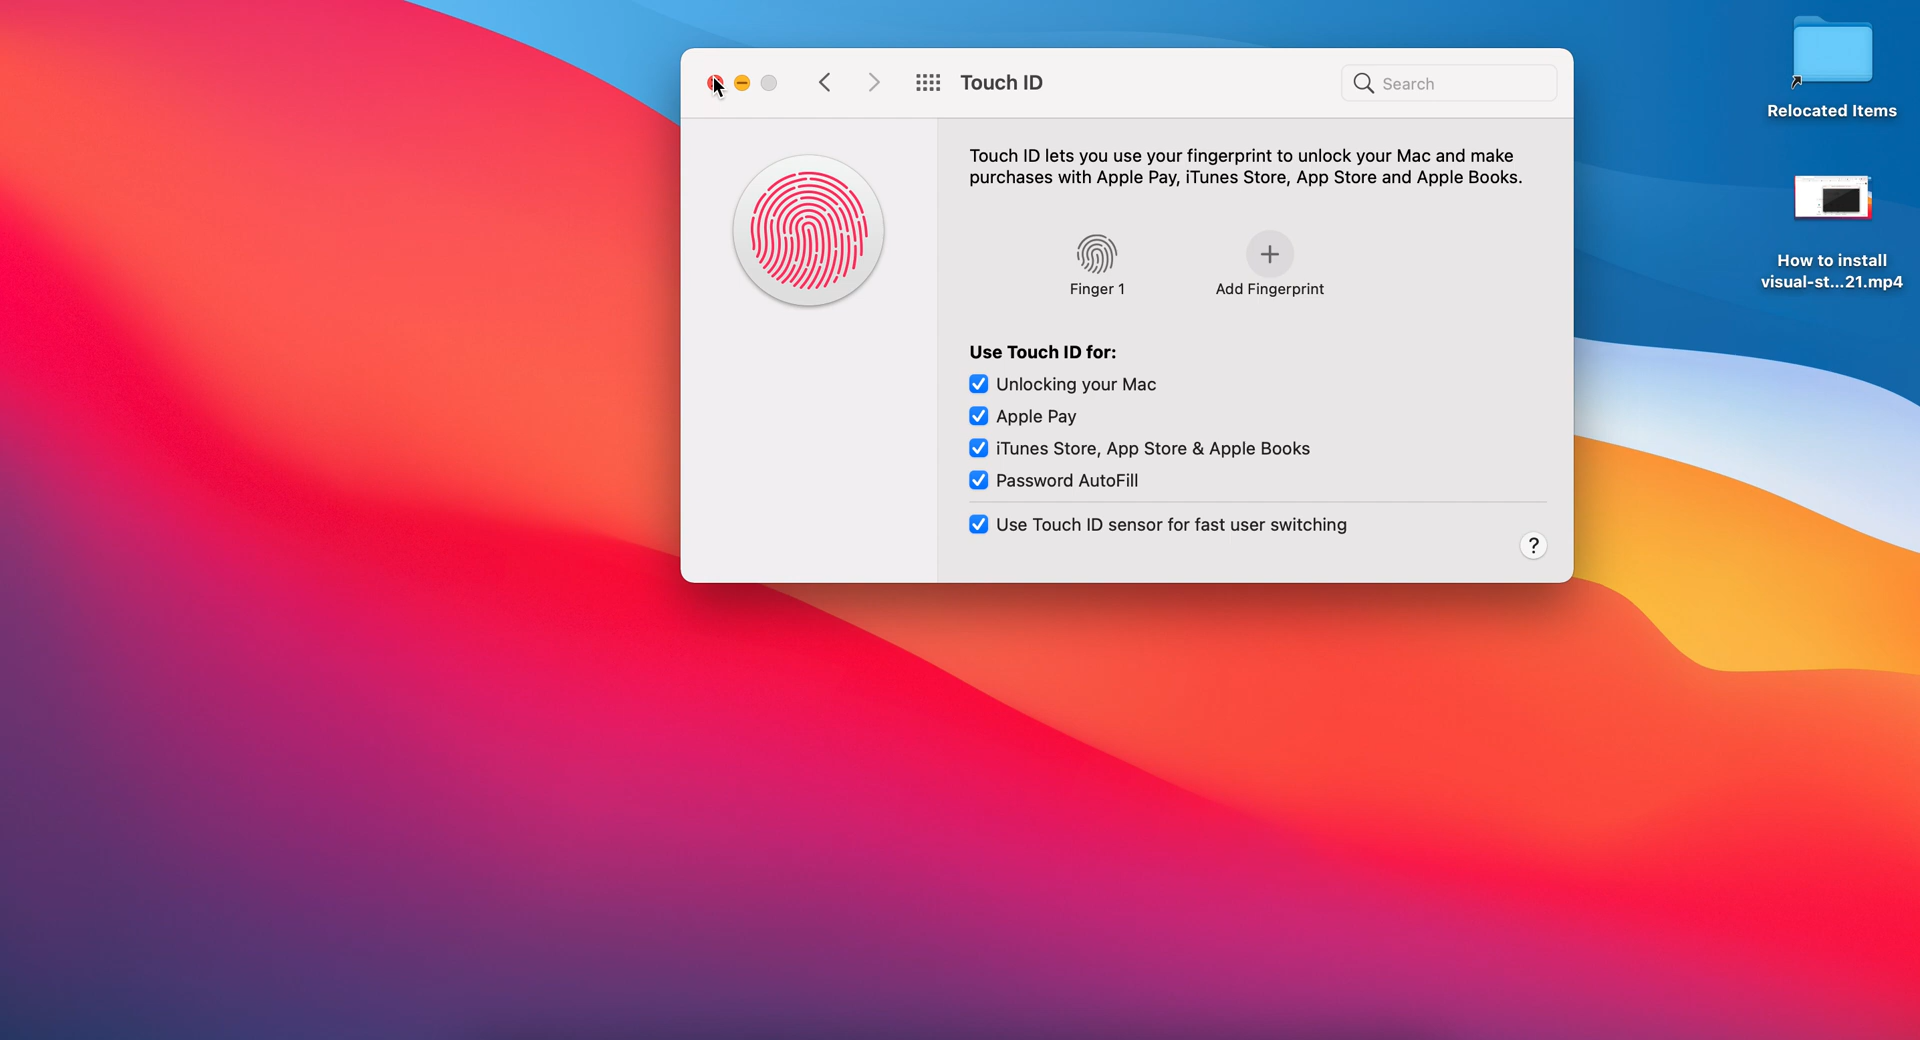 Touch ID
Search
Touch ID lets you use your fingerprint to unlock your Mac and make
purchases with Apple Pay, iTunes Store, App Store and Apple Books.
Finger 1
Add Fingerprint
Use Touch ID for:
Unlocking your Mac
Apple Pay
iTunes Store, App Store & Apple Books
Password AutoFill
Use Touch ID sensor for fast user switching
?
Relocated Items
How to install
visual-st...21.mp4